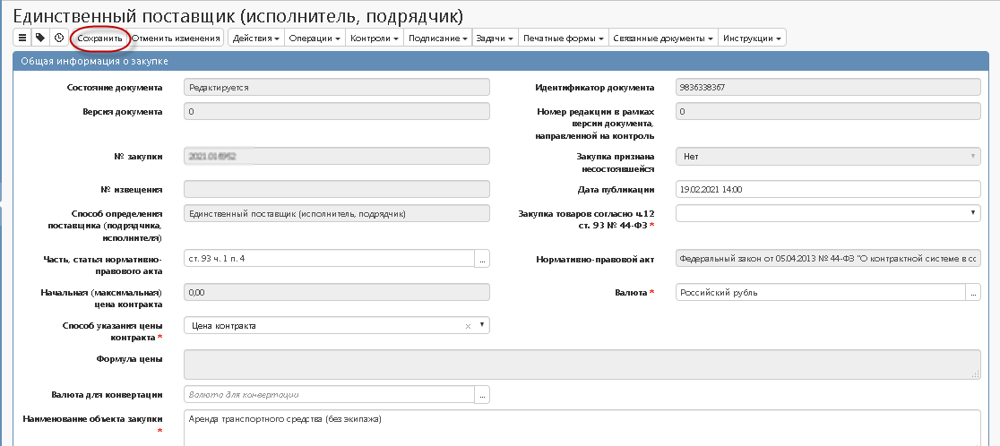 Единственный поставщик (исполнитель, подрядчик)
Сохранить Отменить изменения Действия Операции Контроли Подписание Задачи Печатные формы Связанные документы Инструкции
Общая информация о закупке
Состояние документа Редактируется Идентификатор документа 9836338367
Версия документа 0 Номер редакции в рамках 0
версии документа,
направленной на контроль
№ закупки Закупка признана Нет
несостоявшейся
№ извещения Дата публикации 19.02.2021 14:00
Способ определения Единственный поставщик (исполнитель, подрядчик) Закупка товаров согласно ч.12
поставщика (подрядчика, ст. 93 № 44-ФЗ *
исполнителя)
Часть, статья нормативно- ст. 93 ч. 1 п. 4 ... Нормативно-правовой акт Федеральный закон от 05.04.2013 № 44-ФЗ "О контрактной системе в сс
правового акта
Начальная (максимальная) 0,00 Валюта * Российский рубль ...
цена контракта
Способ указания цены Цена контракта ×
контракта *
Формула цены
Валюта для конвертации Валюта для конвертации ...
Наименование объекта закупки Аренда транспортного средства (без экипажа)
*